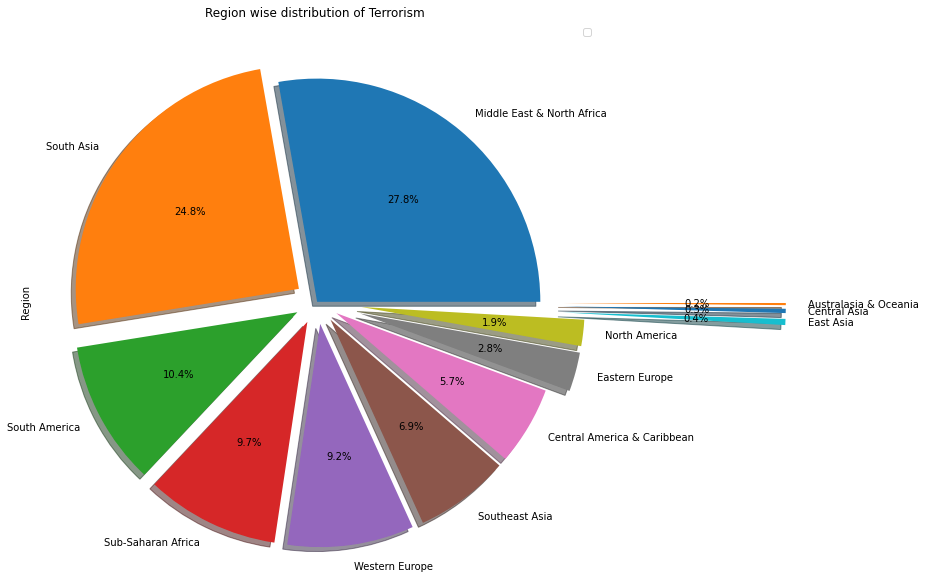 Region wise distribution of Terrorism
Middle East & North Africa
27.8%
South Asia
24.8%
South America
10.4%
Sub-Saharan Africa
9.7%
Western Europe
9.2%
Southeast Asia
6.9%
Central America & Caribbean
5.7%
Eastern Europe
2.8%
North America
1.9%
East Asia
0.4%
Central Asia
0.3%
Australasia & Oceania
0.2%
Region